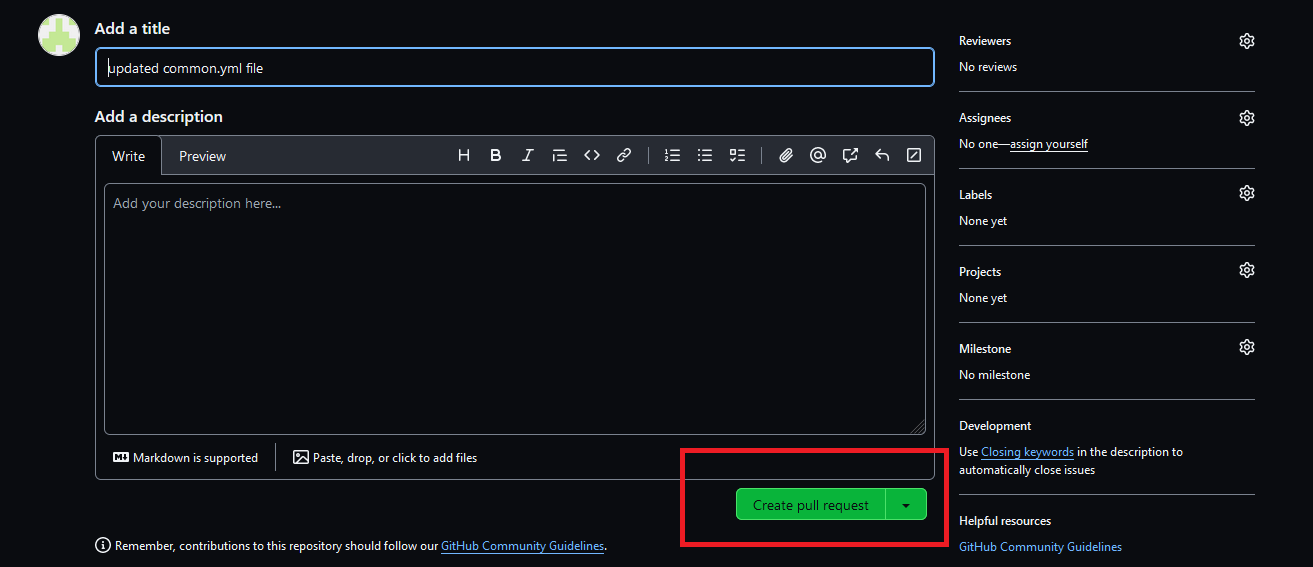 Add a title
updated common.yml file
Add a description
Write Preview
Add your description here...
Markdown is supported
Paste, drop, or click to add files
Create pull request
Remember, contributions to this repository should follow our GitHub Community Guidelines.
Reviewers
No reviews
Assignees
No one—assign yourself
Labels
None yet
Projects
None yet
Milestone
No milestone
Development
Use Closing keywords in the description to
automatically close issues
Helpful resources
GitHub Community Guidelines